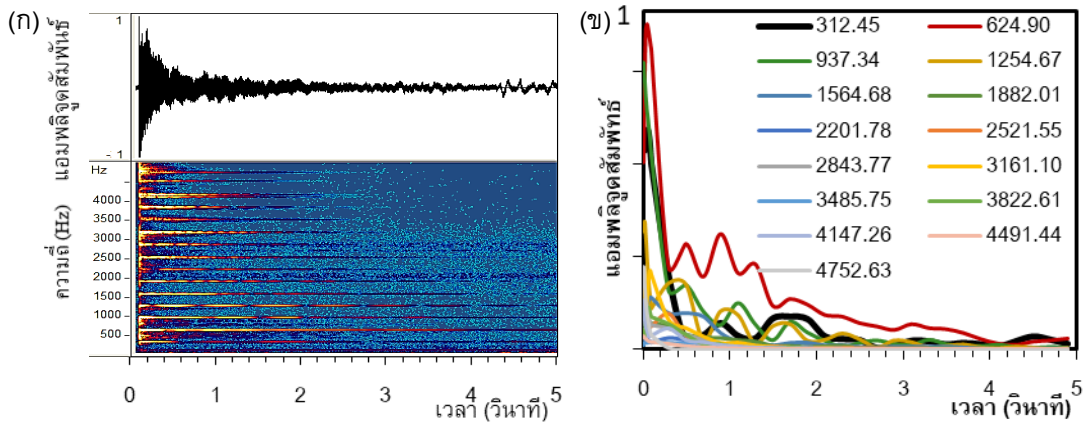 (ก)
แอมพลิจูดสัมพัทธ์
1
- 1
Hz
4000
3500
3000
2500
2000
1500
1000
500
ความถี่ (Hz)
0 1 2 3 4 5
เวลา (วินาที)
(ข)
แอมพลิจูดสัมพัทธ์
1
312.45 624.90
937.34 1254.67
1564.68 1882.01
2201.78 2521.55
2843.77 3161.10
3485.75 3822.61
4147.26 4491.44
4752.63
0 1 2 3 4 5
เวลา (วินาที)